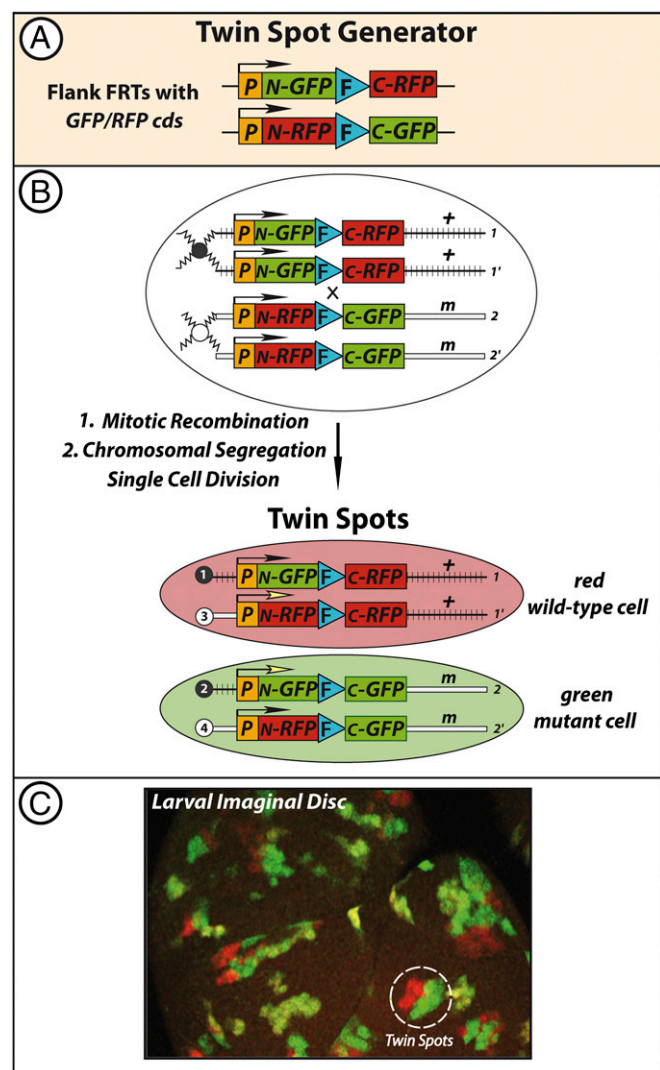 A
Twin Spot Generator
Flank FRTs with
GFP/RFP cds
P N-GFP F C-RFP
P N-RFP F C-GFP
B
P N-GFP F C-RFP + 1
P N-GFP F C-RFP + 1'
X
P N-RFP F C-GFP m 2
P N-RFP F C-GFP m 2'
1. Mitotic Recombination
2. Chromosomal Segregation
Single Cell Division
Twin Spots
1 P N-GFP F C-RFP + 1
3 P N-RFP F C-RFP + 1'
red
wild-type cell
2 P N-GFP F C-GFP m 2
4 P N-RFP F C-GFP m 2'
green
mutant cell
C
Larval Imaginal Disc
Twin Spots